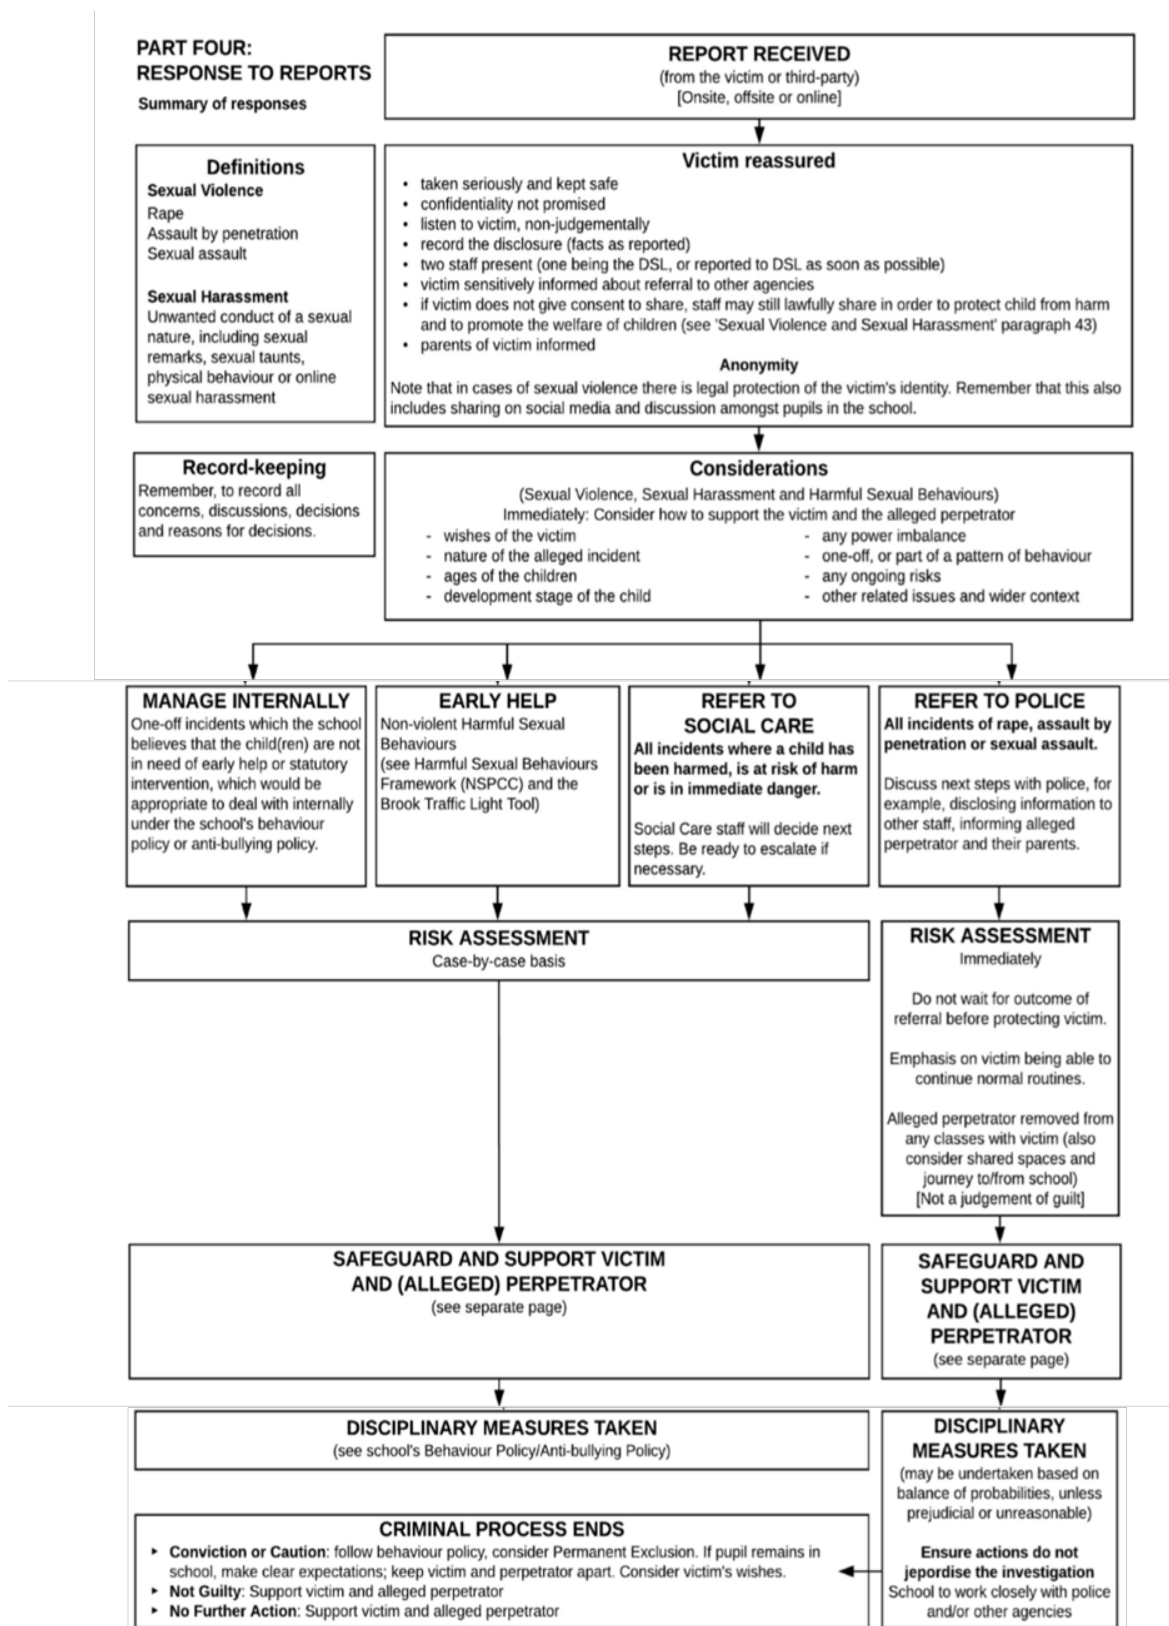 PART FOUR:
RESPONSE TO REPORTS
Summary of responses
REPORT RECEIVED
(from the victim or third-party)
[Onsite, offsite or online]
Definitions
Sexual Violence
Rape
Assault by penetration
Sexual assault
Sexual Harassment
Unwanted conduct of a sexual
nature, including sexual
remarks, sexual taunts,
physical behaviour or online
sexual harassment
Victim reassured
• taken seriously and kept safe
• confidentiality not promised
• listen to victim, non-judgementally
• record the disclosure (facts as reported)
• two staff present (one being the DSL, or reported to DSL as soon as possible)
• victim sensitively informed about referral to other agencies
• if victim does not give consent to share, staff may still lawfully share in order to protect child from harm
and to promote the welfare of children (see 'Sexual Violence and Sexual Harassment' paragraph 43)
• parents of victim informed
Anonymity
Note that in cases of sexual violence there is legal protection of the victim's identity. Remember that this also
includes sharing on social media and discussion amongst pupils in the school.
Record-keeping
Remember, to record all
concerns, discussions, decisions
and reasons for decisions.
Considerations
(Sexual Violence, Sexual Harassment and Harmful Sexual Behaviours)
Immediately: Consider how to support the victim and the alleged perpetrator
- wishes of the victim
- nature of the alleged incident
- ages of the children
- development stage of the child
- any power imbalance
- one-off, or part of a pattern of behaviour
- any ongoing risks
- other related issues and wider context
MANAGE INTERNALLY
One-off incidents which the school
believes that the child(ren) are not
in need of early help or statutory
intervention, which would be
appropriate to deal with internally
under the school's behaviour
policy or anti-bullying policy.
EARLY HELP
Non-violent Harmful Sexual
Behaviours
(see Harmful Sexual Behaviours
Framework (NSPCC) and the
Brook Traffic Light Tool)
REFER TO
SOCIAL CARE
All incidents where a child has
been harmed, is at risk of harm
or is in immediate danger.
Social Care staff will decide next
steps. Be ready to escalate if
necessary.
REFER TO POLICE
All incidents of rape, assault by
penetration or sexual assault.
Discuss next steps with police, for
example, disclosing information to
other staff, informing alleged
perpetrator and their parents.
RISK ASSESSMENT
Case-by-case basis
RISK ASSESSMENT
Immediately
Do not wait for outcome of
referral before protecting victim.
Emphasis on victim being able to
continue normal routines.
Alleged perpetrator removed from
any classes with victim (also
consider shared spaces and
journey to/from school)
[Not a judgement of guilt]
SAFEGUARD AND SUPPORT VICTIM
AND (ALLEGED) PERPETRATOR
(see separate page)
SAFEGUARD AND
SUPPORT VICTIM
AND (ALLEGED)
PERPETRATOR
(see separate page)
DISCIPLINARY MEASURES TAKEN
(see school's Behaviour Policy/Anti-bullying Policy)
DISCIPLINARY
MEASURES TAKEN
(may be undertaken based on
balance of probabilities, unless
prejudicial or unreasonable)
Ensure actions do not
jepordise the investigation
School to work closely with police
and/or other agencies
CRIMINAL PROCESS ENDS
‣ Conviction or Caution: follow behaviour policy, consider Permanent Exclusion. If pupil remains in
school, make clear expectations; keep victim and perpetrator apart. Consider victim's wishes.
‣ Not Guilty: Support victim and alleged perpetrator
‣ No Further Action: Support victim and alleged perpetrator